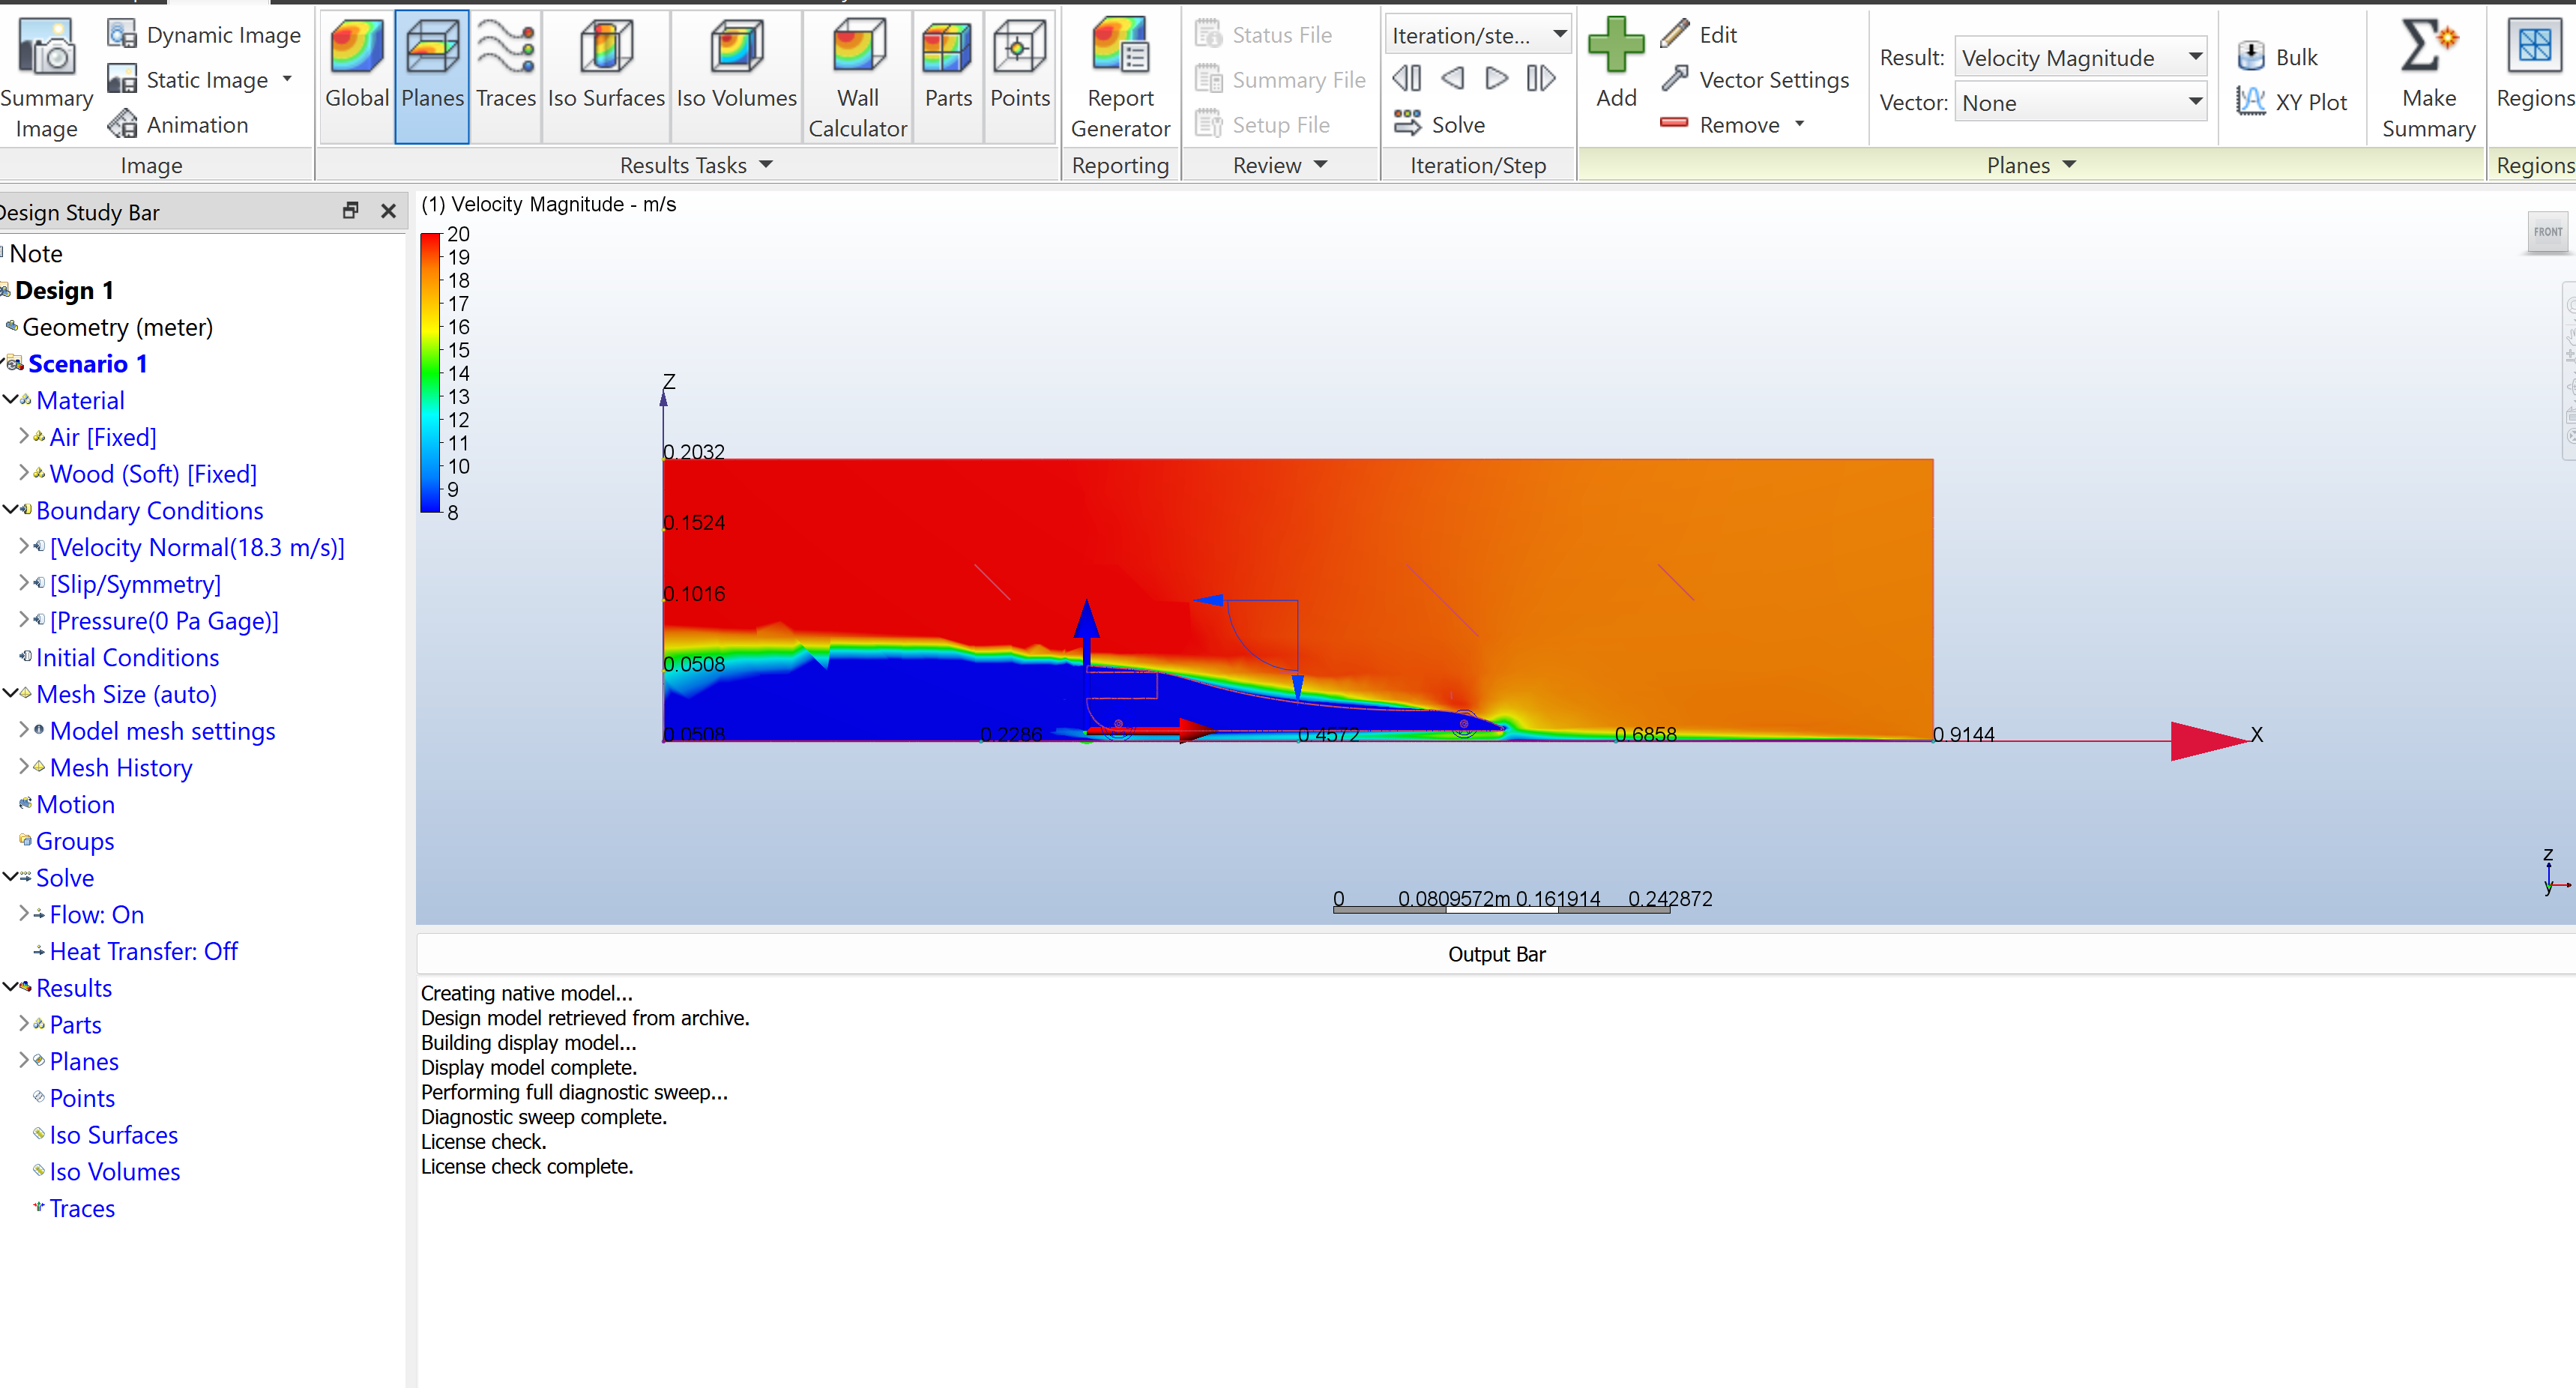 Summary Image
Dynamic Image
Static Image
Animation
Image
Global
Planes
Traces
Iso Surfaces
Iso Volumes
Wall Calculator
Parts
Points
Results Tasks
Report Generator
Reporting
Status File
Summary File
Setup File
Review
Iteration/ste...
Solve
Iteration/Step
Add
Edit
Vector Settings
Remove
Result: Velocity Magnitude
Vector: None
Bulk
XY Plot
Planes
Make Summary
Regions
Regions
Design Study Bar
Note
Design 1
Geometry (meter)
Scenario 1
Material
Air [Fixed]
Wood (Soft) [Fixed]
Boundary Conditions
[Velocity Normal(18.3 m/s)]
[Slip/Symmetry]
[Pressure(0 Pa Gage)]
Initial Conditions
Mesh Size (auto)
Model mesh settings
Mesh History
Motion
Groups
Solve
Flow: On
Heat Transfer: Off
Results
Parts
Planes
Points
Iso Surfaces
Iso Volumes
Traces
(1) Velocity Magnitude - m/s
20
19
18
17
16
15
14
13
12
11
10
9
8
FRONT
Z
0.2032
0.1524
0.1016
0.0508
0.0508
0.2286
0.4572
0.6858
0.9144
X
0
0.0809572m
0.161914
0.242872
Z
y
Output Bar
Creating native model...
Design model retrieved from archive.
Building display model...
Display model complete.
Performing full diagnostic sweep...
Diagnostic sweep complete.
License check.
License check complete.